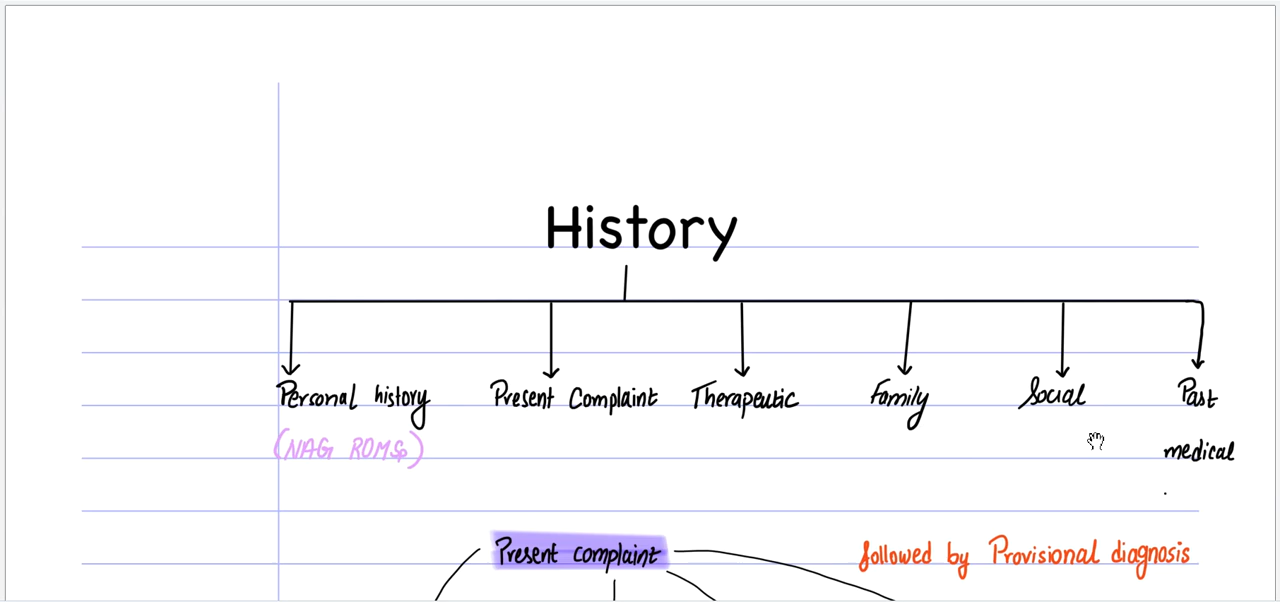 History
Personal history Present Complaint Therapeutic Family Social Past
(NAG ROMS) medical
Present complaint followed by Provisional diagnosis